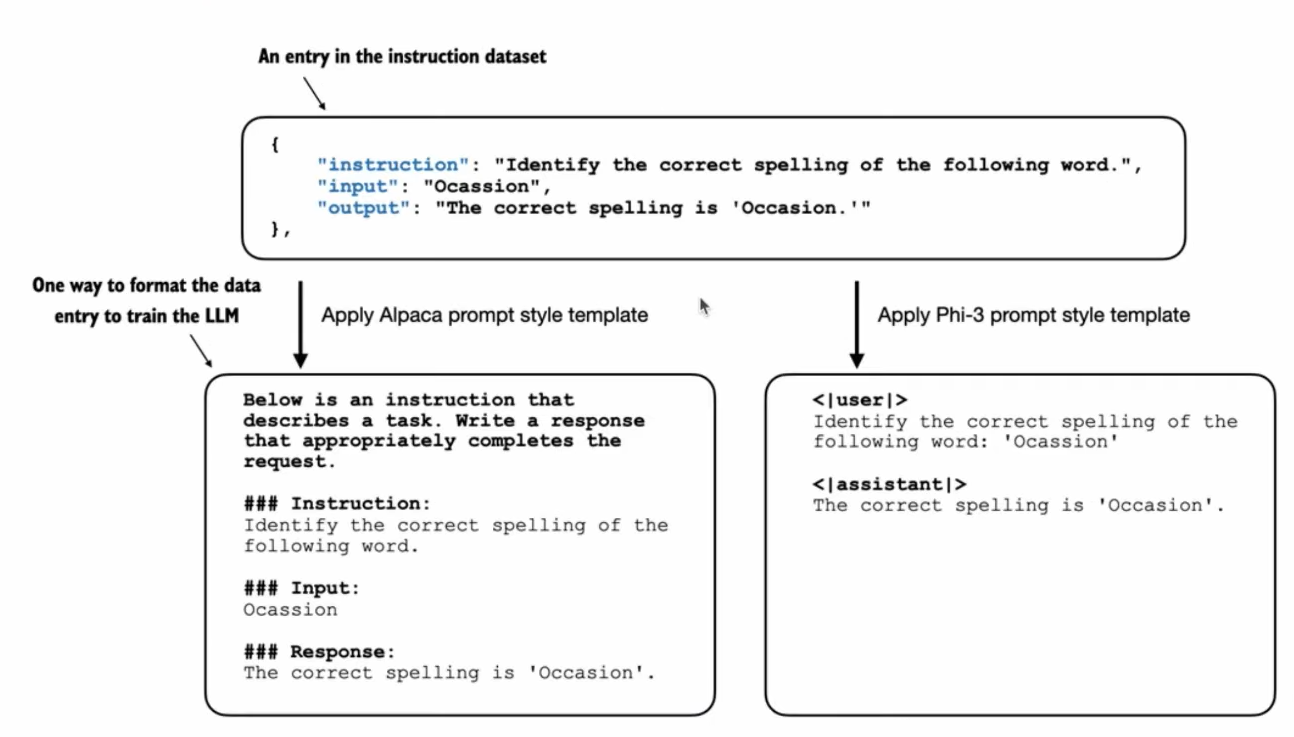 An entry in the instruction dataset
{
"instruction": "Identify the correct spelling of the following word.",
"input": "Ocassion",
"output": "The correct spelling is 'Occasion.'"
},
One way to format the data
entry to train the LLM
Apply Alpaca prompt style template
Apply Phi-3 prompt style template
Below is an instruction that
describes a task. Write a response
that appropriately completes the
request.
### Instruction:
Identify the correct spelling of the
following word.
### Input:
Ocassion
### Response:
The correct spelling is 'Occasion'.
<|user|>
Identify the correct spelling of the
following word: 'Ocassion'
<|assistant|>
The correct spelling is 'Occasion'.